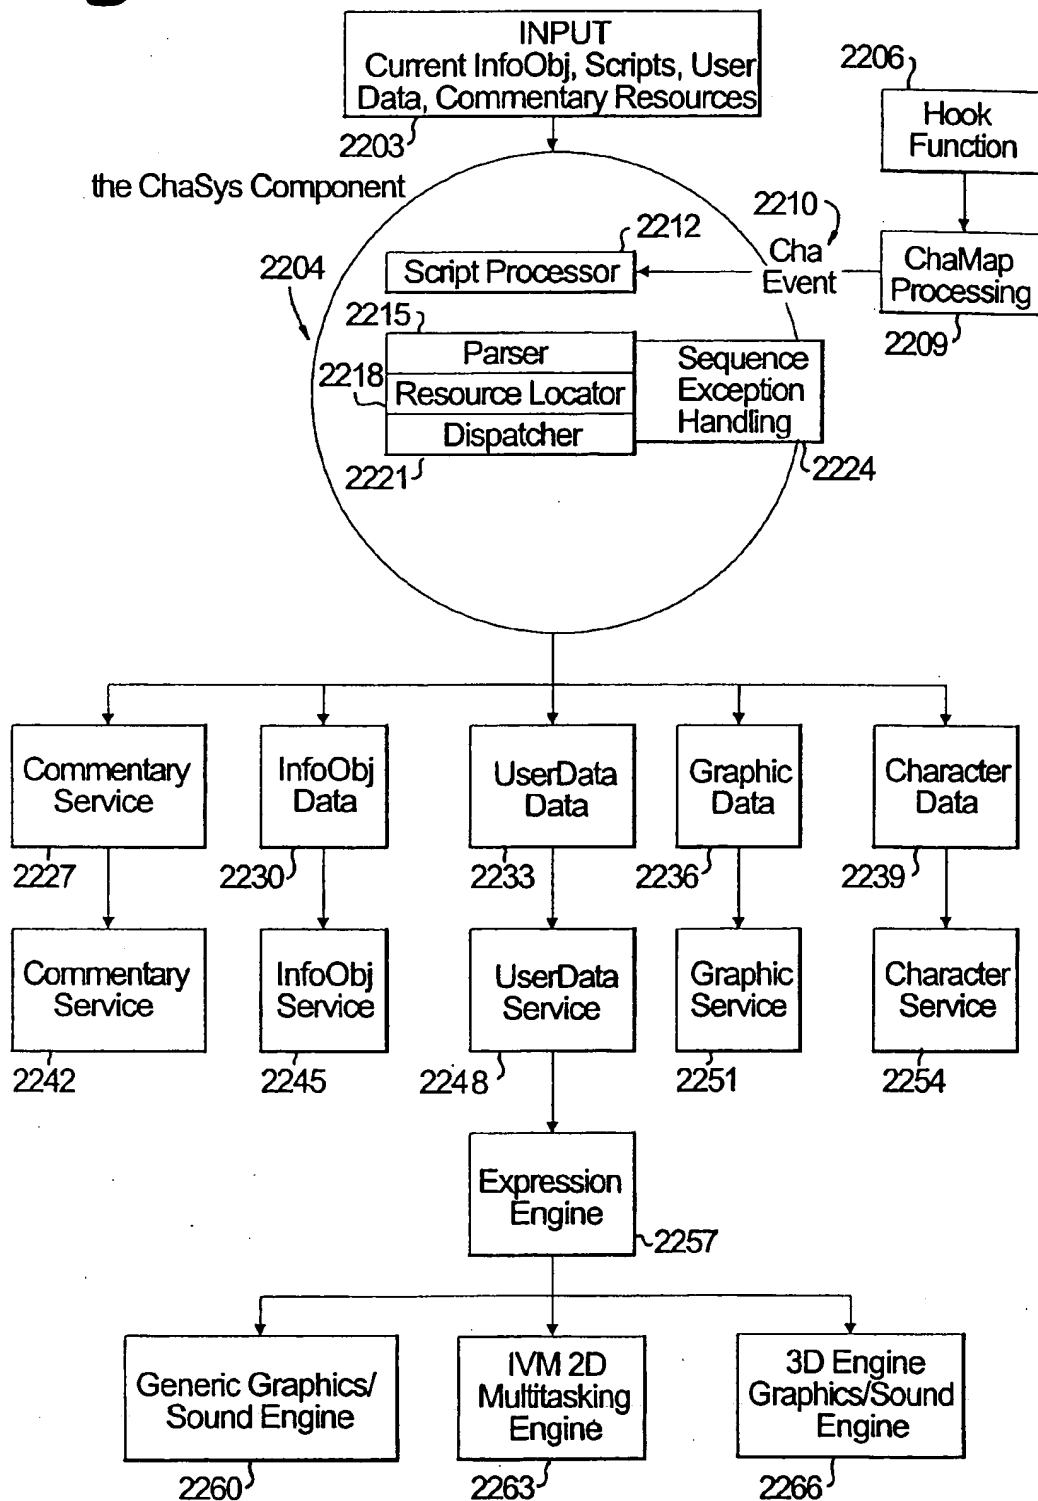 INPUT
Current InfoObj, Scripts, User
Data, Commentary Resources
2203
2206
Hook
Function
the ChaSys Component
2204
2210
Cha
Event
2212
Script Processor
ChaMap
Processing
2209
2215
Parser
2218
Resource Locator
Dispatcher
2221
Sequence
Exception
Handling
2224
Commentary
Service
2227
InfoObj
Data
2230
UserData
Data
2233
Graphic
Data
2236
Character
Data
2239
Commentary
Service
2242
InfoObj
Service
2245
UserData
Service
2248
Graphic
Service
2251
Character
Service
2254
Expression
Engine
2257
Generic Graphics/
Sound Engine
2260
IVM 2D
Multitasking
Engine
2263
3D Engine
Graphics/Sound
Engine
2266